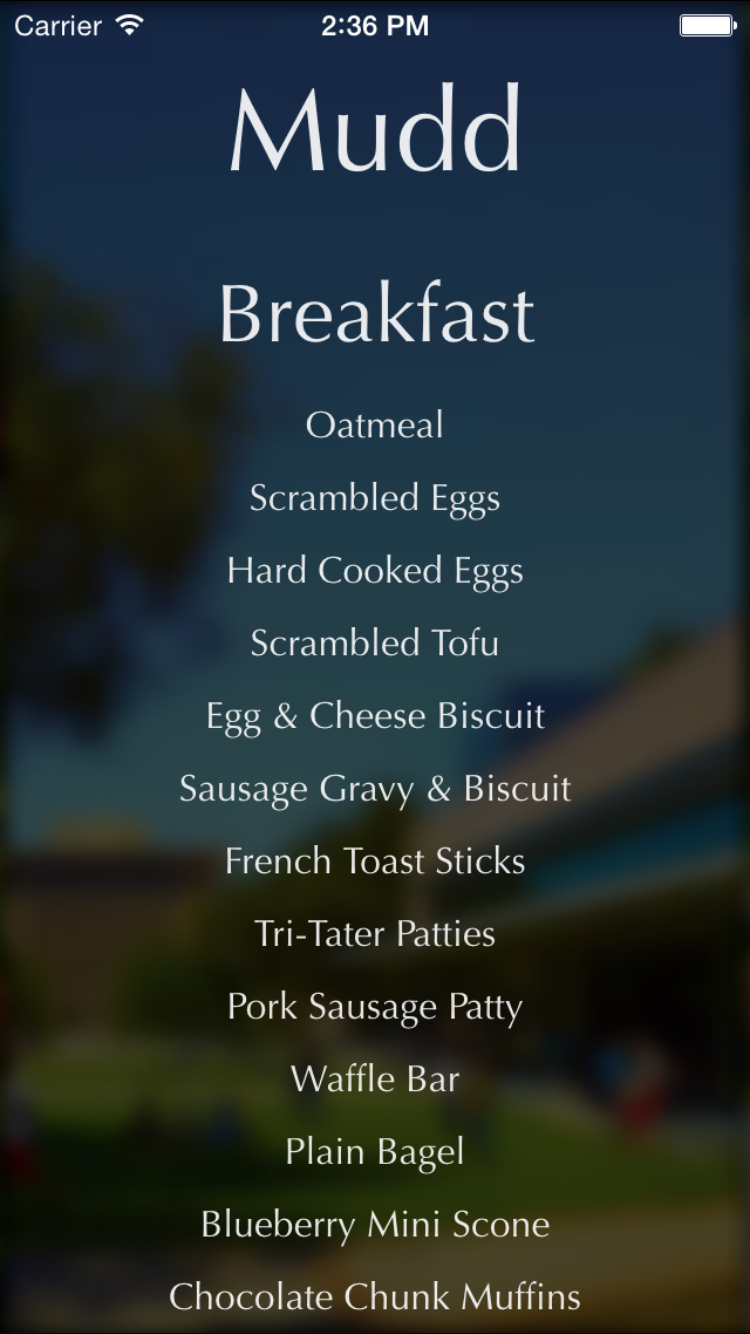 Carrier 2:36 PM
Mudd
Breakfast
Oatmeal
Scrambled Eggs
Hard Cooked Eggs
Scrambled Tofu
Egg & Cheese Biscuit
Sausage Gravy & Biscuit
French Toast Sticks
Tri-Tater Patties
Pork Sausage Patty
Waffle Bar
Plain Bagel
Blueberry Mini Scone
Chocolate Chunk Muffins